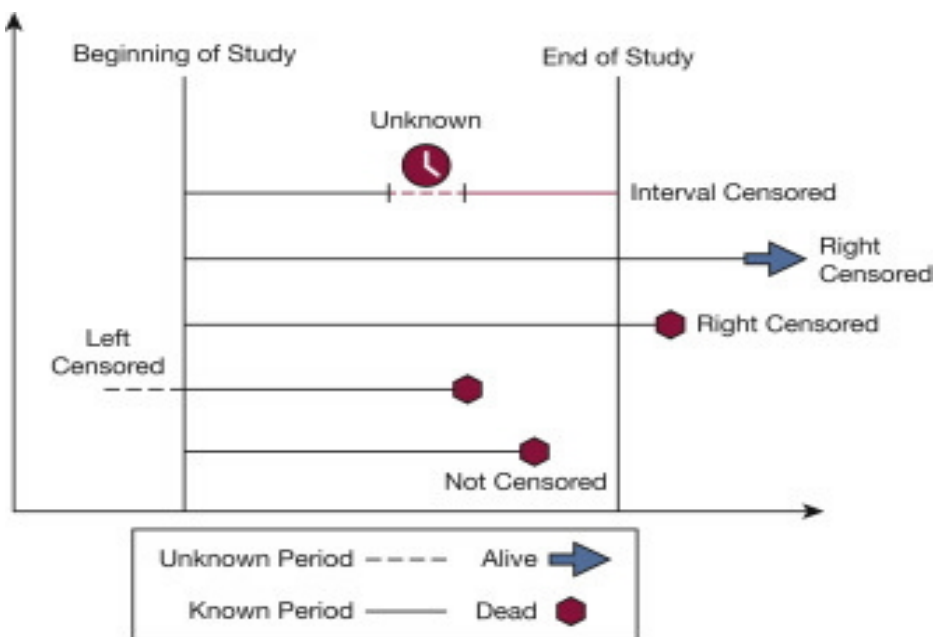 Beginning of Study
End of Study
Unknown
Interval Censored
Right
Censored
Right Censored
Left
Censored
Not Censored
Unknown Period
Alive
Known Period
Dead